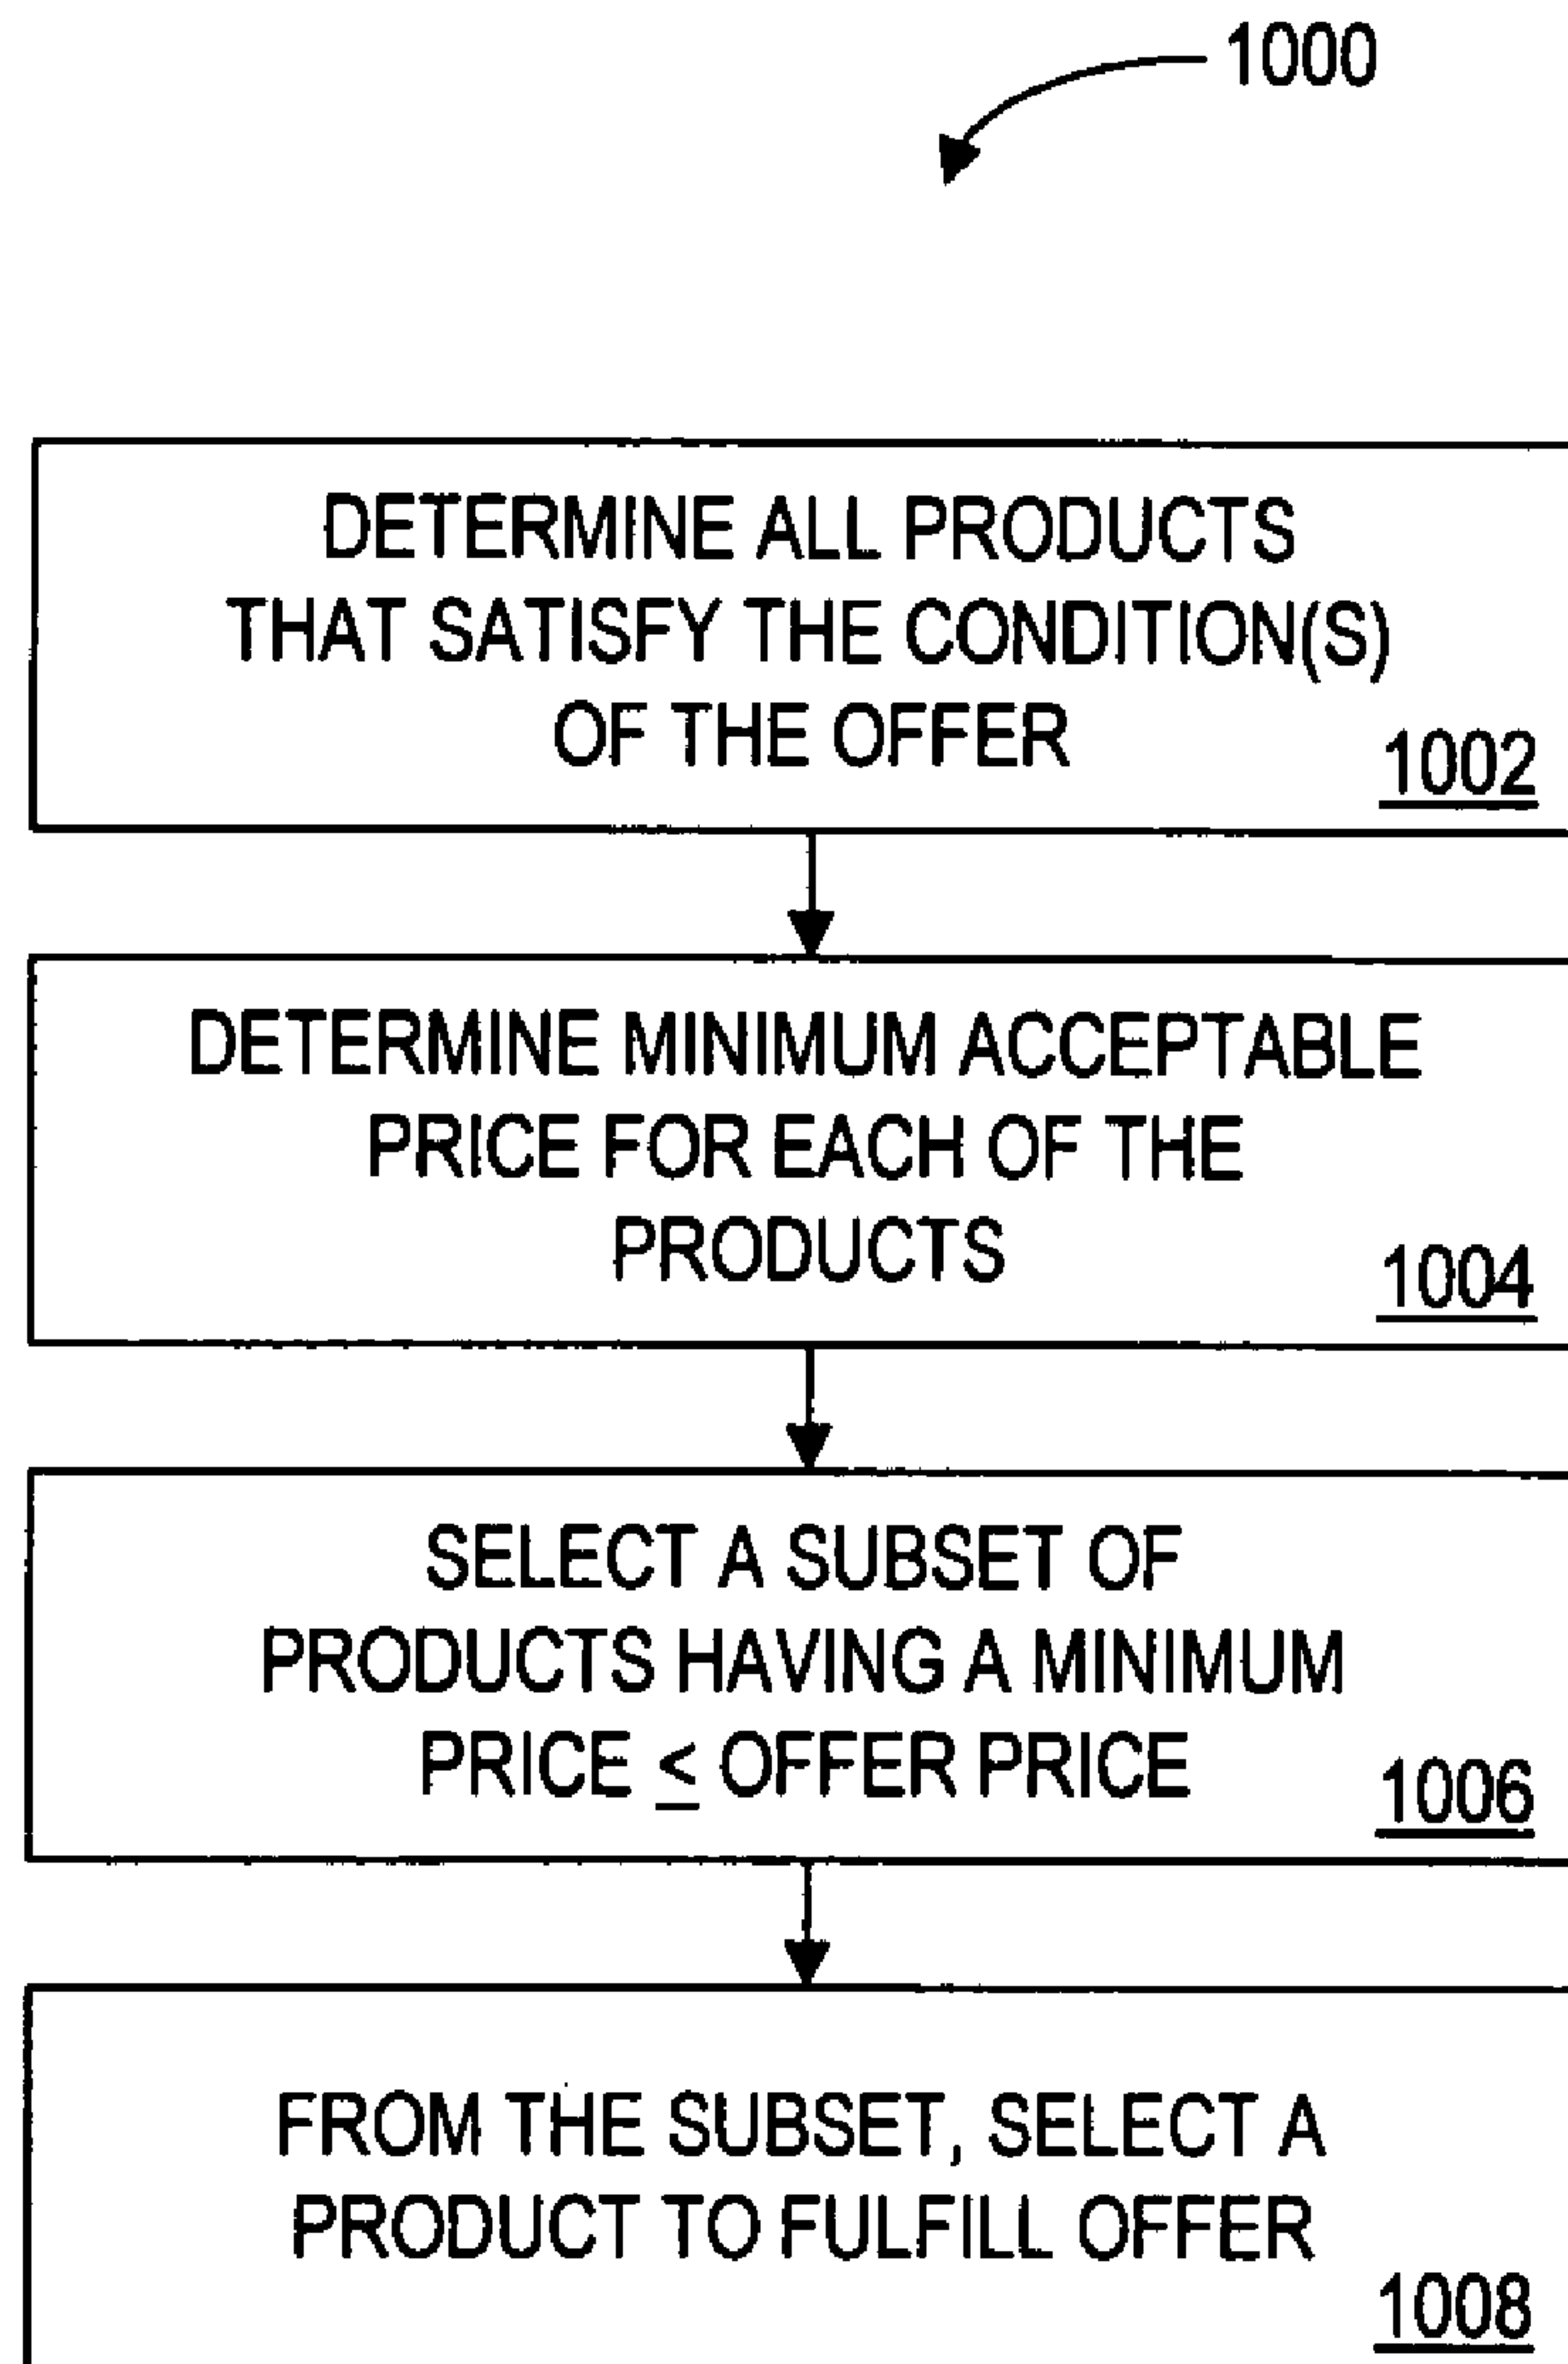 1000
DETERMINE ALL PRODUCTS
THAT SATISFY THE CONDITION(S)
OF THE OFFER
1002
DETERMINE MINIMUM ACCEPTABLE
PRICE FOR EACH OF THE
PRODUCTS
1004
SELECT A SUBSET OF
PRODUCTS HAVING A MINIMUM
PRICE ≤ OFFER PRICE
1006
FROM THE SUBSET, SELECT A
PRODUCT TO FULFILL OFFER
1008